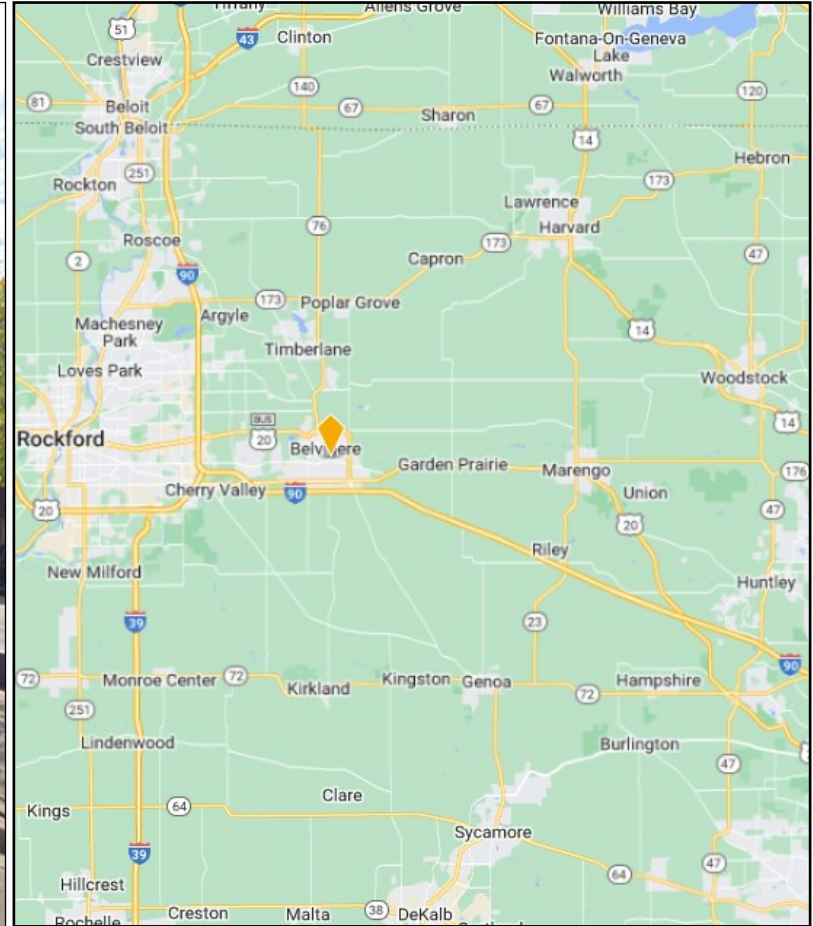 Tiffany
Allens Grove
Williams Bay
51
43
Clinton
Fontana-On-Geneva
Lake
Crestview
Walworth
140
120
81
Beloit
67
Sharon
67
South Beloit
14
251
Hebron
Rockton
173
Lawrence
76
Harvard
Roscoe
173
47
2
Capron
90
173
Poplar Grove
Argyle
Machesney
Park
14
Timberlane
Loves Park
Woodstock
BUS
20
14
Rockford
Belvidere
Garden Prairie
Marengo
176
Cherry Valley
90
Union
20
20
47
Riley
New Milford
Huntley
39
23
90
72
Monroe Center
72
Kirkland
Kingston
Genoa
72
Hampshire
251
Lindenwood
Burlington
47
Clare
Kings
64
Sycamore
39
47
64
Hillcrest
Creston
Malta
38
DeKalb
Rochelle